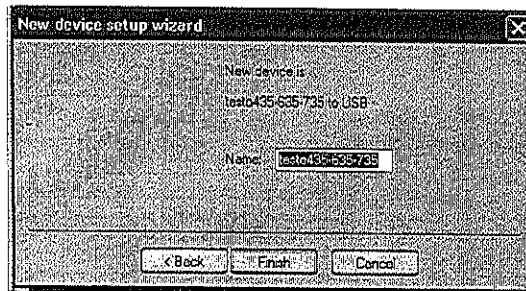 New device setup wizard
New device is
testo435-635-735 to USB
Name: testo435-635-735
< Back Finish Cancel